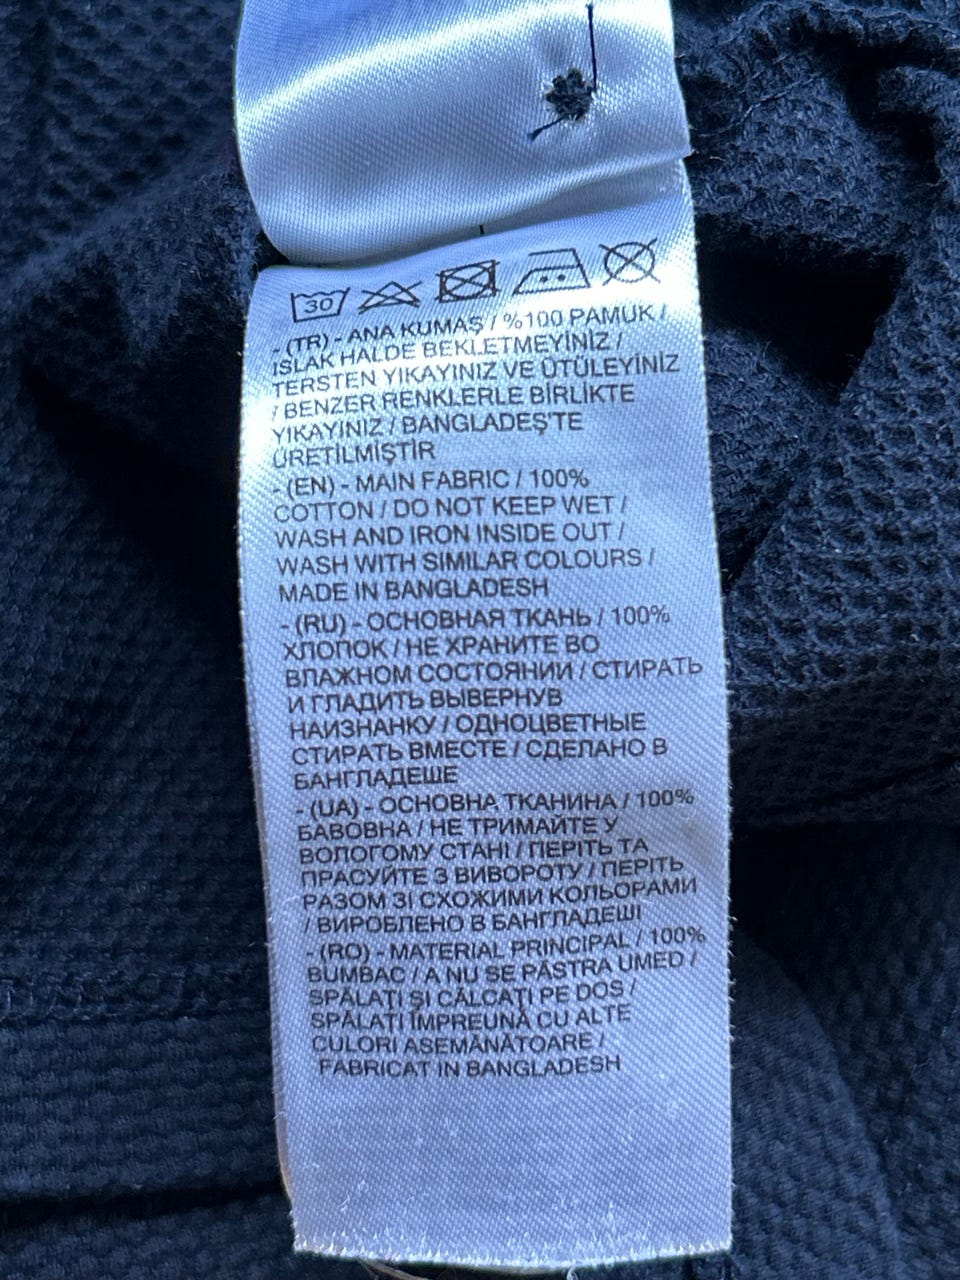 30
- (TR) - ANA KUMAŞ / %100 PAMUK /
ISLAK HALDE BEKLETMEYİNİZ /
TERSTEN YIKAYINIZ VE ÜTÜLEYİNİZ
/ BENZER RENKLERLE BİRLİKTE
YIKAYINIZ / BANGLADEŞ'TE
ÜRETİLMİŞTİR
- (EN) - MAIN FABRIC / 100%
COTTON / DO NOT KEEP WET /
WASH AND IRON INSIDE OUT /
WASH WITH SIMILAR COLOURS /
MADE IN BANGLADESH
- (RU) - ОСНОВНАЯ ТКАНЬ / 100%
ХЛОПОК / НЕ ХРАНИТЕ ВО
ВЛАЖНОМ СОСТОЯНИИ / СТИРАТЬ
И ГЛАДИТЬ ВЫВЕРНУВ
НАИЗНАНКУ / ОДНОЦВЕТНЫЕ
СТИРАТЬ ВМЕСТЕ / СДЕЛАНО В
БАНГЛАДЕШЕ
- (UA) - ОСНОВНА ТКАНИНА / 100%
БАВОВНА / НЕ ТРИМАЙТЕ У
ВОЛОГОМУ СТАНІ / ПЕРІТЬ ТА
ПРАСУЙТЕ З ВИВОРОТУ / ПЕРІТЬ
РАЗОМ ЗІ СХОЖИМИ КОЛЬОРАМИ
/ ВИРОБЛЕНО В БАНГЛАДЕШІ
- (RO) - MATERIAL PRINCIPAL / 100%
BUMBAC / A NU SE PĂSTRA UMED /
SPĂLAȚI ȘI CĂLCAȚI PE DOS /
SPĂLAȚI ÎMPREUNĂ CU ALTE
CULORI ASEMĂNĂTOARE /
FABRICAT IN BANGLADESH